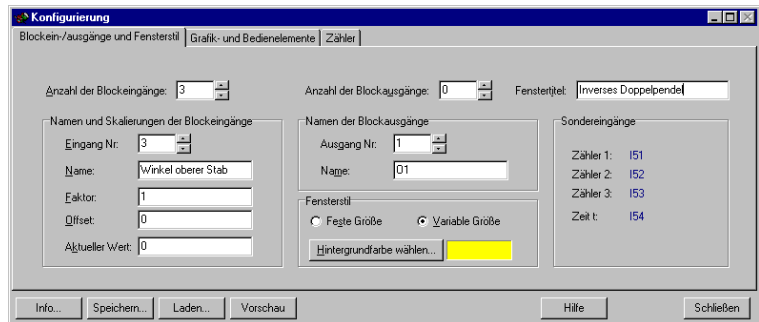 Konfigurierung
Blockein-/ausgänge und Fensterstil Grafik- und Bedienelemente Zähler
Anzahl der Blockeingänge: 3 Anzahl der Blockausgänge: 0 Fenstertitel: Inverses Doppelpendel
Namen und Skalierungen der Blockeingänge Namen der Blockausgänge Sondereingänge
Eingang Nr: 3 Ausgang Nr: 1
Zähler 1: I51
Name: Winkel oberer Stab Name: O1
Zähler 2: I52
Faktor: 1
Zähler 3: I53
Fensterstil
Offset: 0 Feste Größe Variable Größe Zeit t: I54
Aktueller Wert: 0 Hintergrundfarbe wählen...
Info... Speichern... Laden... Vorschau Hilfe Schließen